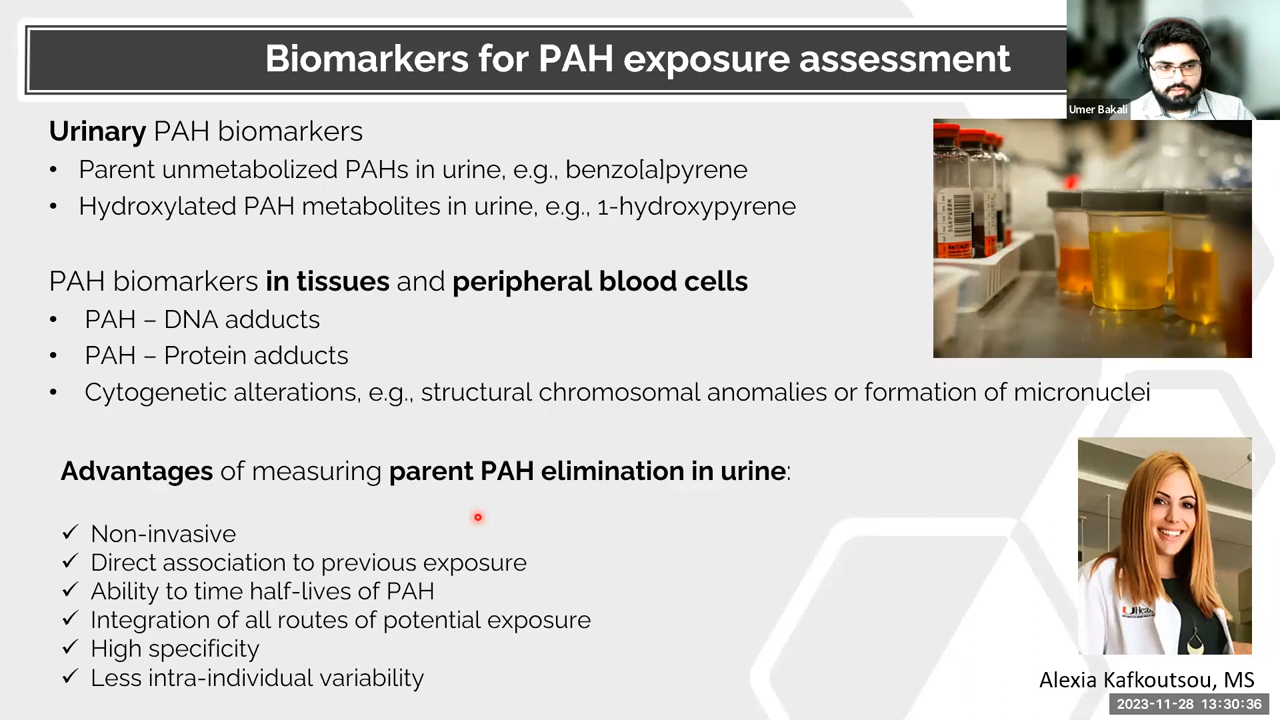 Biomarkers for PAH exposure assessment
Umer Bakali
Urinary PAH biomarkers
• Parent unmetabolized PAHs in urine, e.g., benzo[a]pyrene
• Hydroxylated PAH metabolites in urine, e.g., 1-hydroxypyrene
PAH biomarkers in tissues and peripheral blood cells
• PAH – DNA adducts
• PAH – Protein adducts
• Cytogenetic alterations, e.g., structural chromosomal anomalies or formation of micronuclei
Advantages of measuring parent PAH elimination in urine:
✓ Non-invasive
✓ Direct association to previous exposure
✓ Ability to time half-lives of PAH
✓ Integration of all routes of potential exposure
✓ High specificity
✓ Less intra-individual variability
Alexia Kafkoutsou, MS
2023-11-28 13:30:36